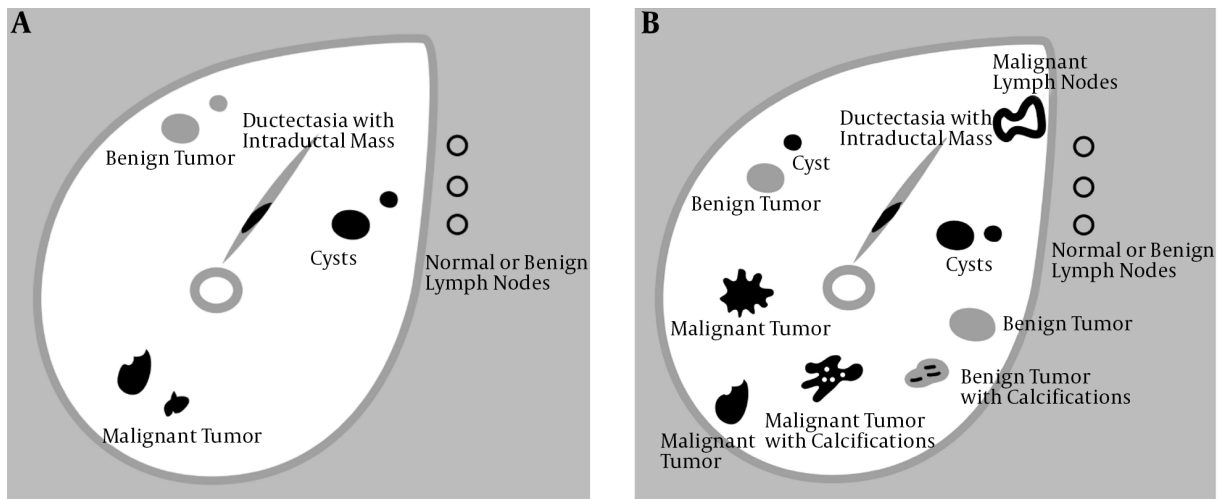 A
Ductectasia with
Intraductal Mass
Benign Tumor
Cysts
Normal or Benign
Lymph Nodes
Malignant Tumor
B
Malignant
Lymph Nodes
Ductectasia with
Intraductal Mass
Cyst
Benign Tumor
Cysts
Normal or Benign
Lymph Nodes
Malignant Tumor
Benign Tumor
Benign Tumor
with Calcifications
Malignant Tumor
with Calcifications
Malignant
Tumor